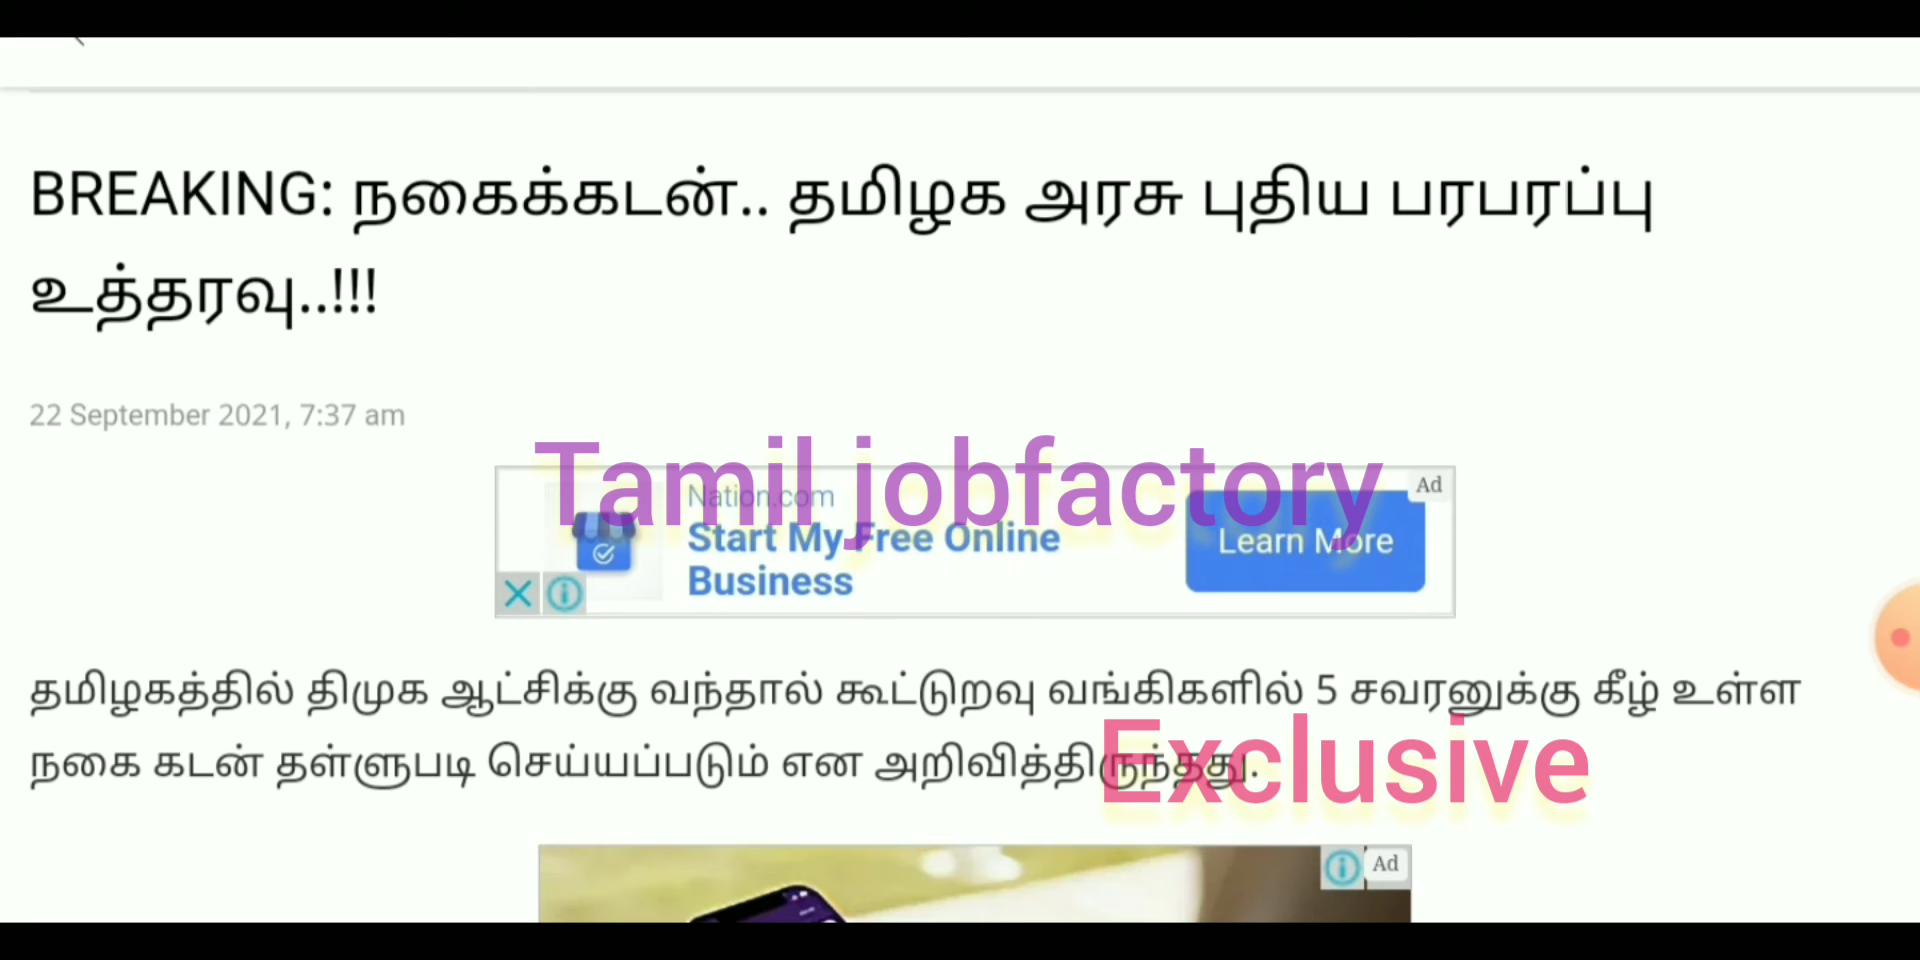 BREAKING: நகைக்கடன்.. தமிழக அரசு புதிய பரபரப்பு
உத்தரவு..!!!
22 September 2021, 7:37 am
Tamil jobfactory
Ad
Nation.com
Start My Free Online
Business
Learn More
தமிழகத்தில் திமுக ஆட்சிக்கு வந்தால் கூட்டுறவு வங்கிகளில் 5 சவரனுக்கு கீழ் உள்ள
நகை கடன் தள்ளுபடி செய்யப்படும் என அறிவித்திருந்தது.
Exclusive
Ad